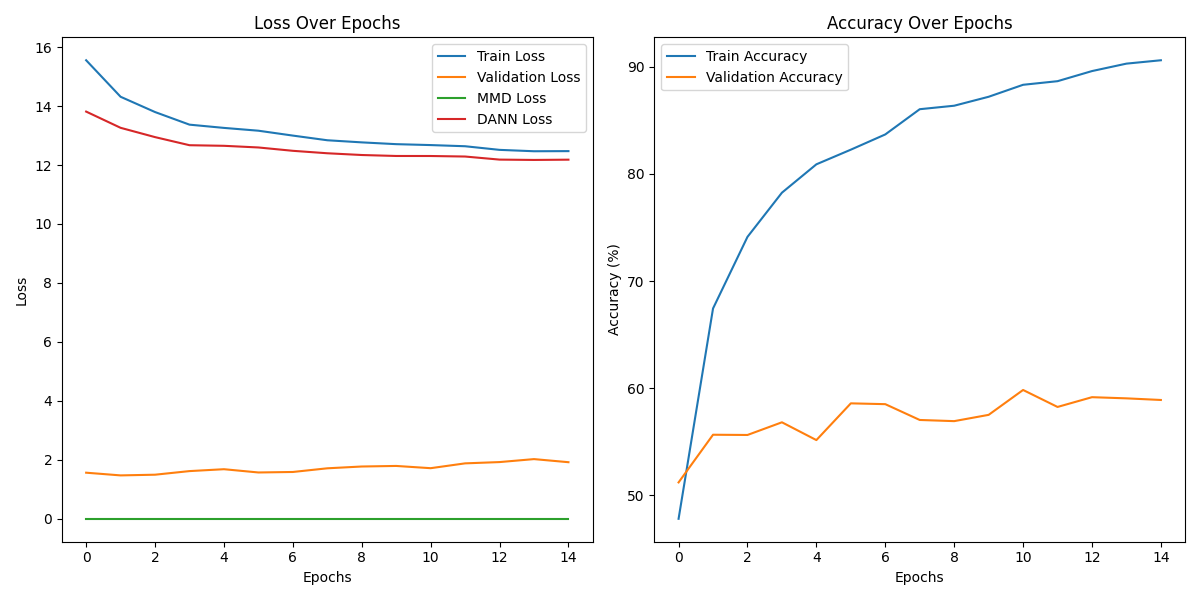 Loss Over Epochs
16
14
12
10
8
6
4
2
0
Loss
Train Loss
Validation Loss
MMD Loss
DANN Loss
0 2 4 6 8 10 12 14
Epochs
Accuracy Over Epochs
90
80
70
60
50
Accuracy (%)
Train Accuracy
Validation Accuracy
0 2 4 6 8 10 12 14
Epochs